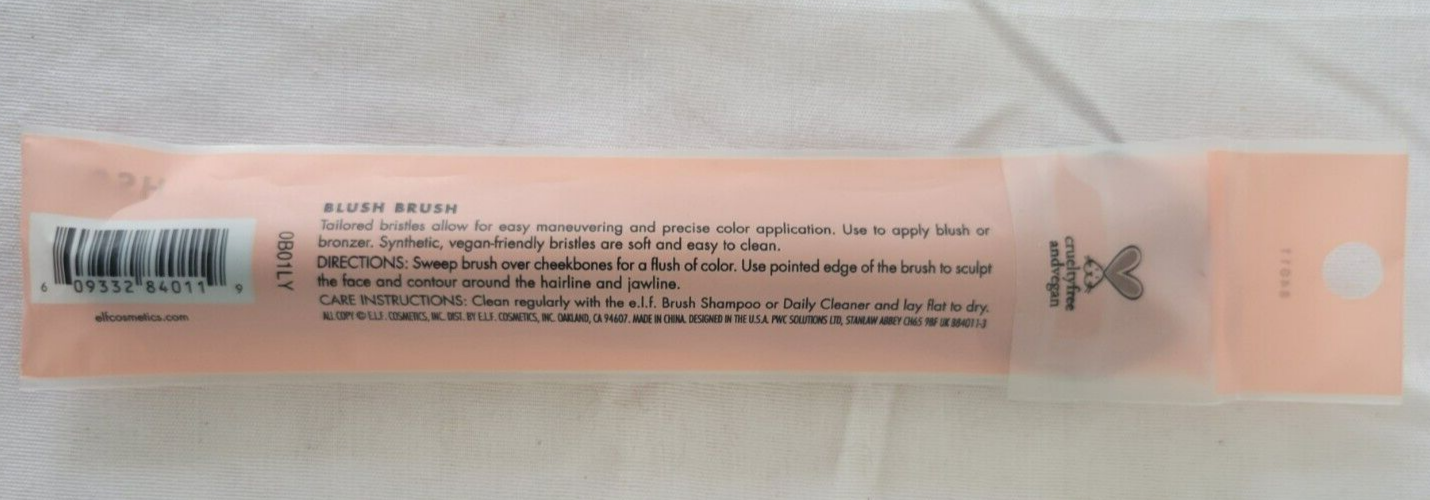 BLUSH BRUSH
Tailored bristles allow for easy maneuvering and precise color application. Use to apply blush or
bronzer. Synthetic, vegan-friendly bristles are soft and easy to clean.
DIRECTIONS: Sweep brush over cheekbones for a flush of color. Use pointed edge of the brush to sculpt
the face and contour around the hairline and jawline.
CARE INSTRUCTIONS: Clean regularly with the e.l.f. Brush Shampoo or Daily Cleaner and lay flat to dry.
ALL COPY © E.L.F. COSMETICS, INC. DIST. BY E.L.F. COSMETICS, INC. OAKLAND, CA 94607. MADE IN CHINA. DESIGNED IN THE U.S.A. PWC SOLUTIONS LTD, STANLAW ABBEY CH65 9BF UK B84011-3
6 09332 84011 9
elfcosmetics.com
0B01LY
crueltyfree
andvegan